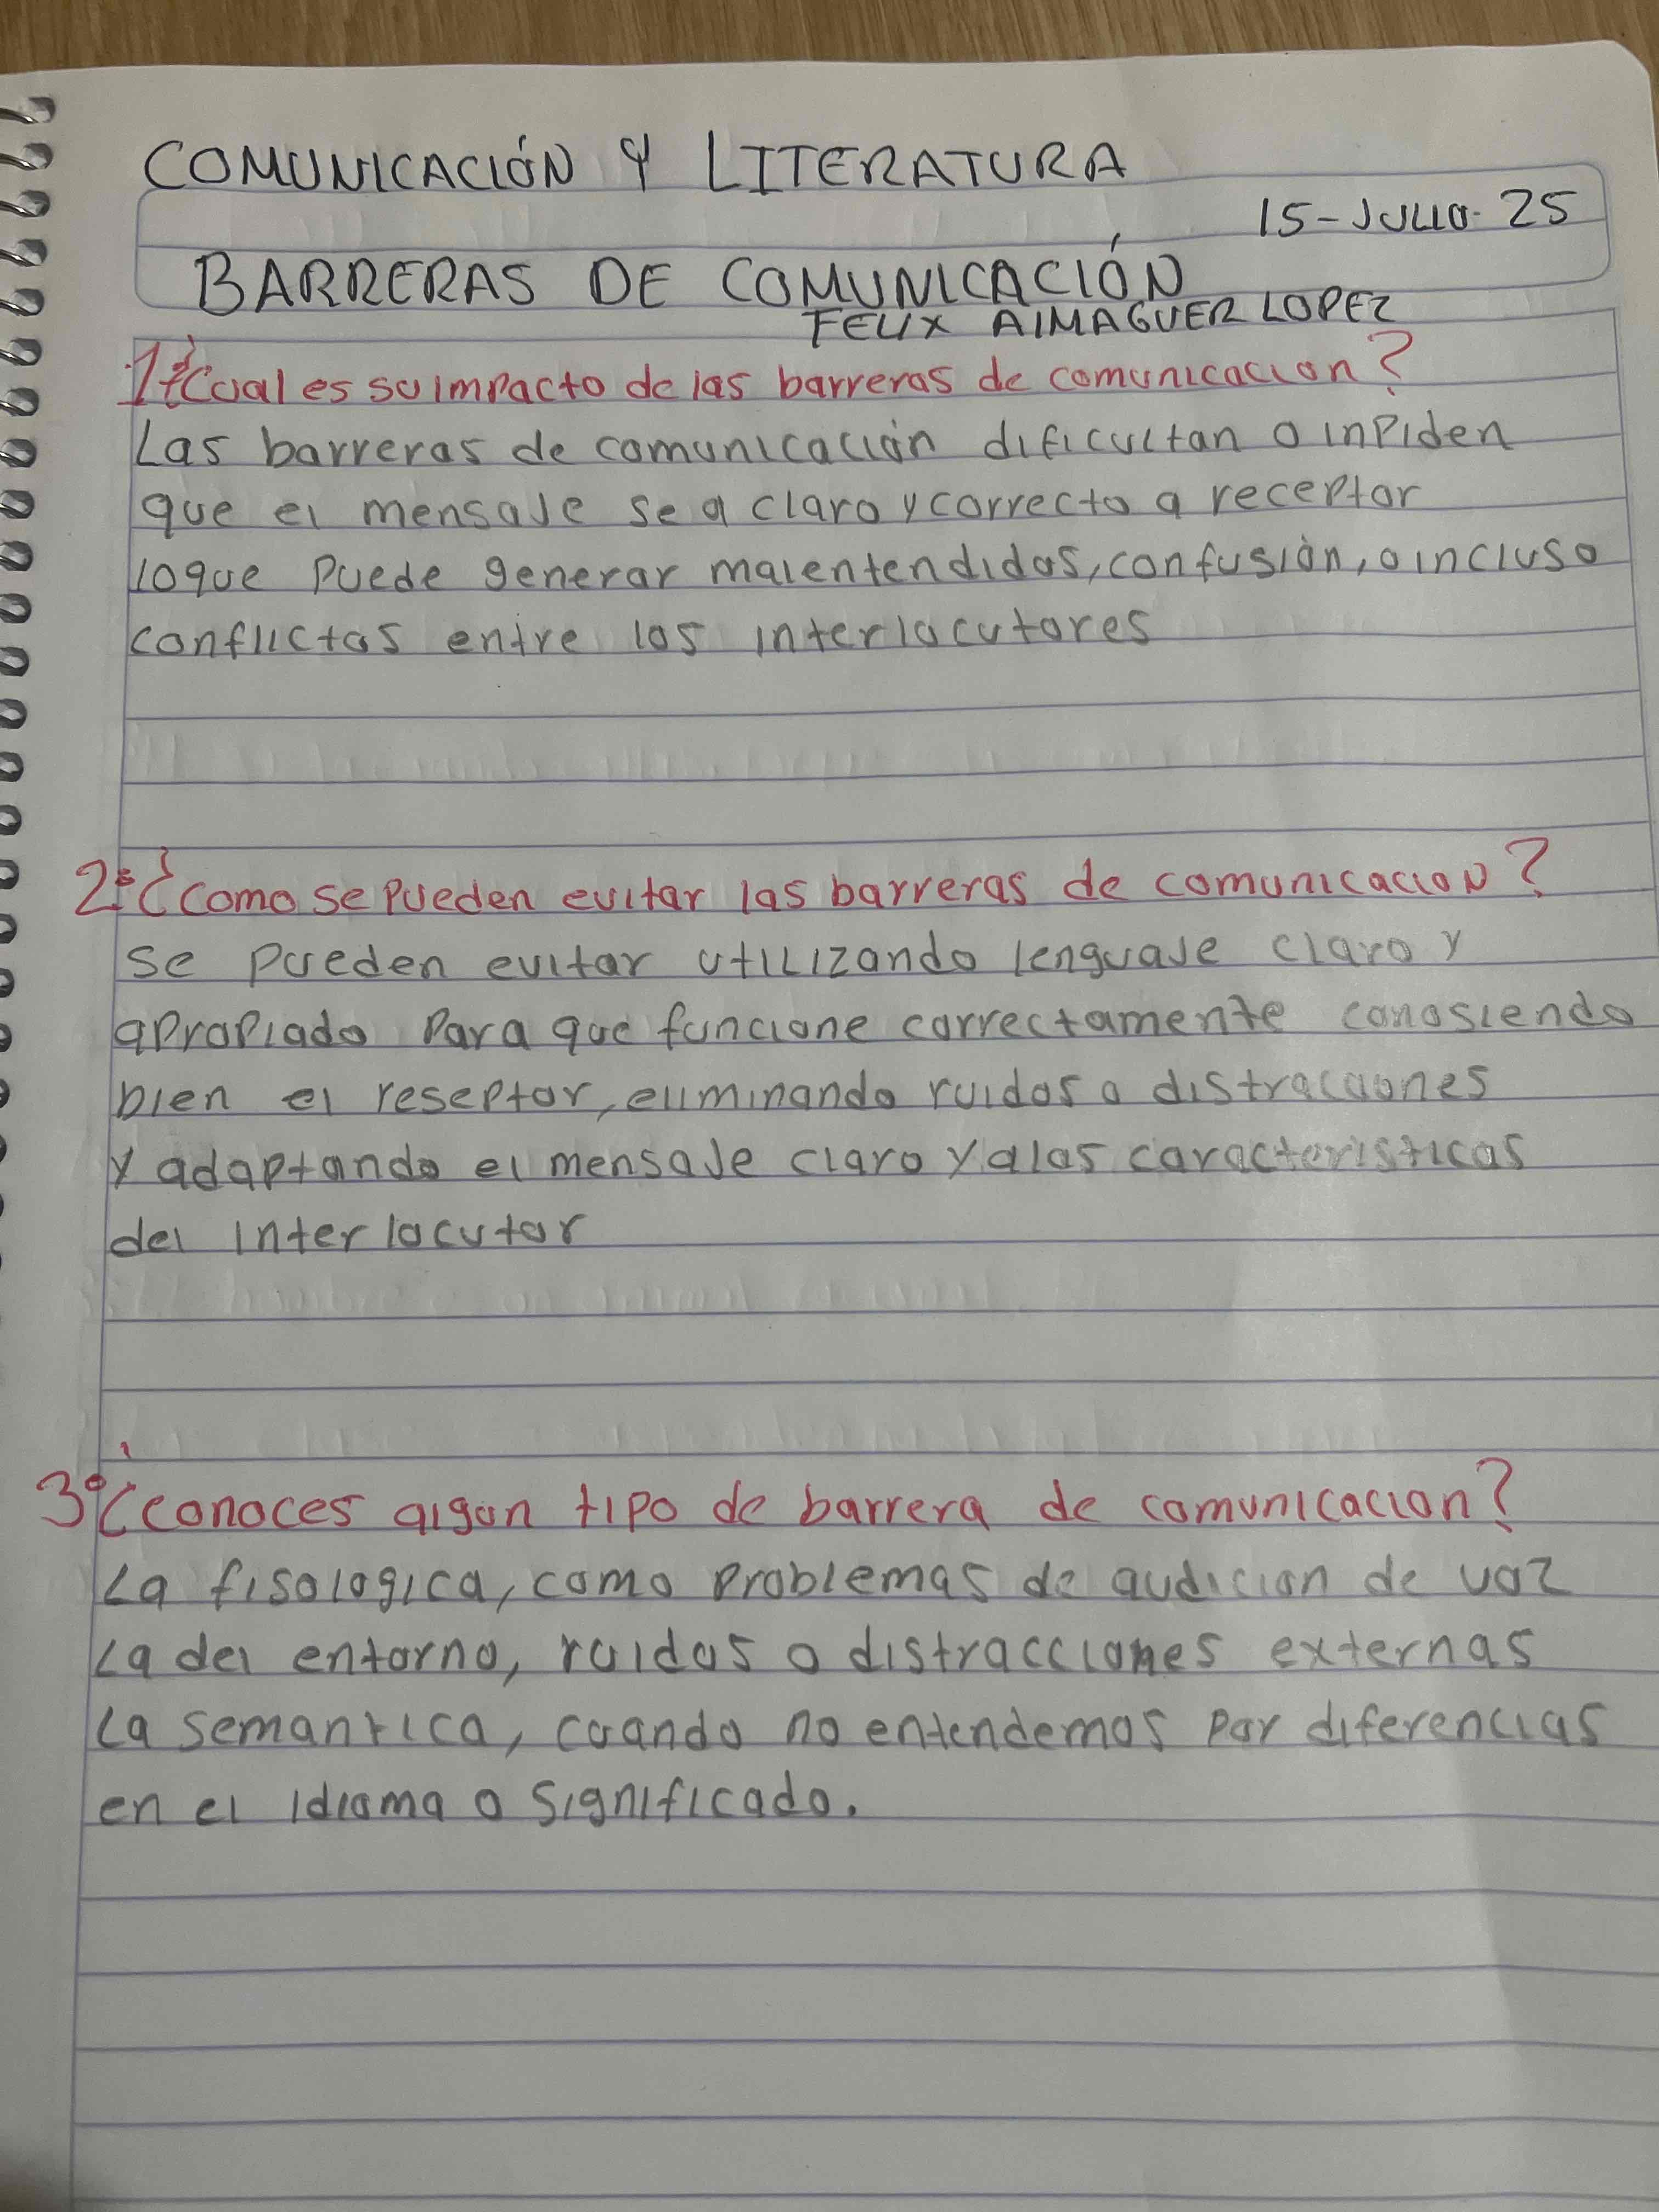 COMUNICACIÓN Y LITERATURA
15-JULIO-25
BARRERAS DE COMUNICACIÓN
FELIX AlMAGUER LOPEZ
1º ¿Cual es su impacto de las barreras de comunicacion?
Las barreras de comunicación dificultan o inpiden
que el mensaje sea claro y correcto a receptor
loque puede generar malentendidos, confusión, o incluso
conflictos entre los interlocutores
2º ¿como se pueden evitar las barreras de comunicacion?
se pueden evitar utilizando lenguaje claro y
apropiado para que funcione correctamente conosiendo
bien el reseptor, eliminando ruidos o distracciones
y adaptando el mensaje claro y a las caracteristicas
del interlocutor
3º ¿conoces algun tipo de barrera de comunicacion?
La fisologica, como problemas de audicion de voz
La del entorno, ruidos o distracciones externas
La semantica, cuando no entendemos por diferencias
en el idioma o significado.